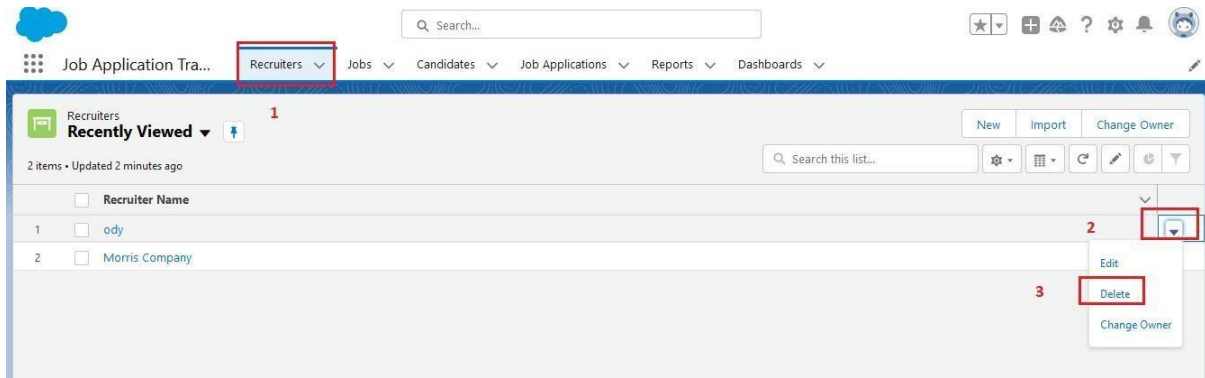 Search...
Job Application Tra... Recruiters Jobs Candidates Job Applications Reports Dashboards
1
Recruiters
Recently Viewed
New Import Change Owner
2 items • Updated 2 minutes ago
Search this list...
Recruiter Name
1 ody
2
2 Morris Company
Edit
3
Delete
Change Owner